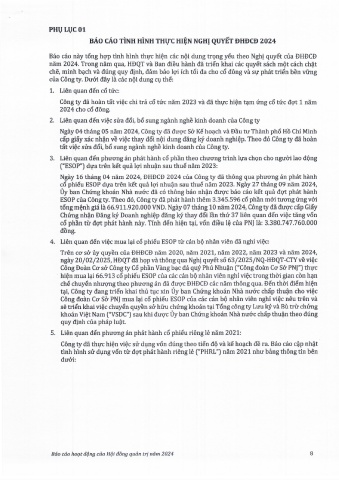 PHỤ LỤC 01
BÁO CÁO TÌNH HÌNH THỰC HIỆN NGHỊ QUYẾT ĐHĐCĐ 2024
Báo cáo này tổng hợp tình hình thực hiện các nội dung trọng yếu theo Nghị quyết của ĐHĐCĐ
năm 2024. Trong năm qua, HĐQT và Ban điều hành đã triển khai các quyết sách một cách chặt
chẽ, minh bạch và đúng quy định, đảm bảo lợi ích tối đa cho cổ đông và sự phát triển bền vững
của Công ty. Dưới đây là các nội dung cụ thể:
1. Liên quan đến cổ tức:
Công ty đã hoàn tất việc chi trả cổ tức năm 2023 và đã thực hiện tạm ứng cổ tức đợt 1 năm
2024 cho cổ đông.
2. Liên quan đến việc sửa đổi, bổ sung ngành nghề kinh doanh của Công ty
Ngày 04 tháng 05 năm 2024, Công ty đã được Sở Kế hoạch và Đầu tư Thành phố Hồ Chí Minh
cấp giấy xác nhận về việc thay đổi nội dung đăng ký doanh nghiệp. Theo đó Công ty đã hoàn
tất việc sửa đổi, bổ sung ngành nghề kinh doanh của Công ty.
3. Liên quan đến phương án phát hành cổ phần theo chương trình lựa chọn cho người lao động
("ESOP") dựa trên kết quả lợi nhuận sau thuế năm 2023:
Ngày 16 tháng 04 năm 2024, ĐHĐCĐ 2024 của Công ty đã thông qua phương án phát hành
cổ phiếu ESOP dựa trên kết quả lợi nhuận sau thuế năm 2023. Ngày 27 tháng 09 năm 2024,
Ủy ban Chứng khoán Nhà nước đã có thông báo nhận được báo cáo kết quả đợt phát hành
ESOP của Công ty. Theo đó, Công ty đã phát hành thêm 3.345.596 cổ phần mới tương ứng với
tổng mệnh giá là 66.911.920.000 VND. Ngày 07 tháng 10 năm 2024, Công ty đã được cấp Giấy
Chứng nhận Đăng ký Doanh nghiệp đăng ký thay đổi lần thứ 37 liên quan đến việc tăng vốn
cổ phần từ đợt phát hành này. Tính đến hiện tại, vốn điều lệ của PNJ là: 3.380.747.760.000
đồng.
4. Liên quan đến việc mua lại cổ phiếu ESOP từ cán bộ nhân viên đã nghỉ việc:
Trên cơ sở ủy quyền của ĐHĐCĐ năm 2020, năm 2021, năm 2022, năm 2023 và năm 2024,
ngày 20/02/2025, HĐQT đã họp và thông qua Nghị quyết số 63/2025/NQ-HĐQT-CTY về việc
Công Đoàn Cơ sở Công ty Cổ phần Vàng bạc đá quý Phú Nhuận ("Công đoàn Cơ Sở PNJ") thực
hiện mua lại 66.913 cổ phiếu ESOP của các cán bộ nhân viên nghỉ việc trong thời gian còn hạn
chế chuyển nhượng theo phương án đã được ĐHĐCĐ các năm thông qua. Đến thời điểm hiện
tại, Công ty đang triển khai thủ tục xin Ủy ban Chứng khoán Nhà nước chấp thuận cho việc
Công đoàn Cơ Sở PNJ mua lại cổ phiếu ESOP của các cán bộ nhân viên nghỉ việc nêu trên và
sẽ triển khai việc chuyển quyền sở hữu chứng khoán tại Tổng công ty Lưu ký và Bù trừ chứng
khoán Việt Nam ("VSDC") sau khi được Ủy ban Chứng khoán Nhà nước chấp thuận theo đúng
quy định của pháp luật.
5. Liên quan đến phương án phát hành cổ phiếu riêng lẻ năm 2021:
Công ty đã thực hiện việc sử dụng vốn đúng theo tiến độ và kế hoạch đề ra. Báo cáo cập nhật
tình hình sử dụng vốn từ đợt phát hành riêng lẻ ("PHRL") năm 2021 như bảng thông tin bên
dưới:
Báo cáo hoạt động của Hội đồng quản trị năm 2024
8